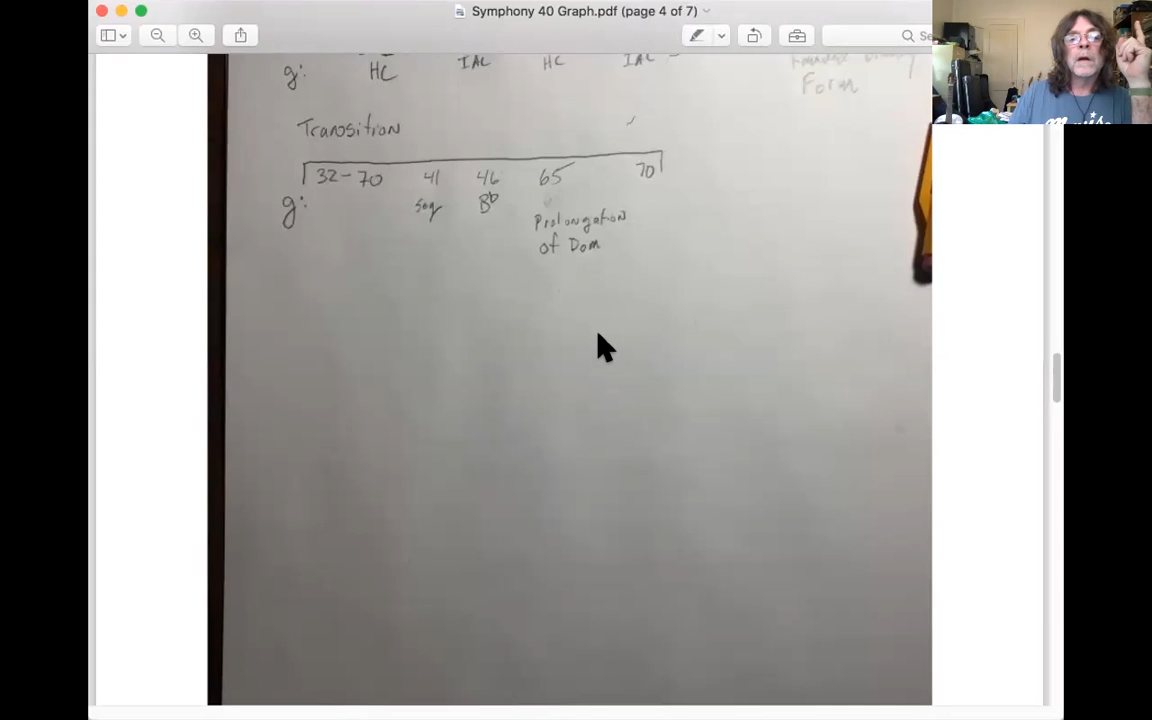 Symphony 40 Graph.pdf (page 4 of 7)
g: HC IAC HC IAC
Form
Transition
32-70 41 46 65 70
g: Seq Bb
Prolongation
of Dom